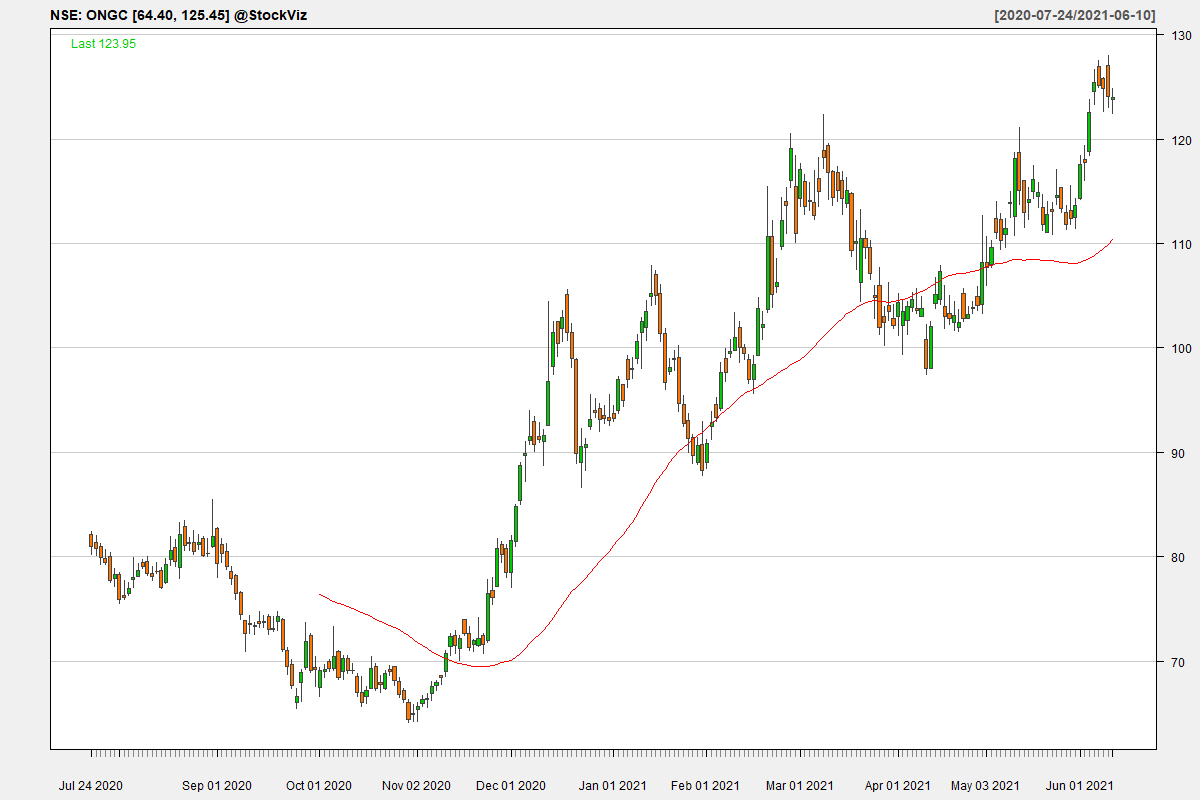 NSE: ONGC [64.40, 125.45] @StockViz
[2020-07-24/2021-06-10]
Last 123.95
130
120
110
100
90
80
70
Jul 24 2020 Sep 01 2020 Oct 01 2020 Nov 02 2020 Dec 01 2020 Jan 01 2021 Feb 01 2021 Mar 01 2021 Apr 01 2021 May 03 2021 Jun 01 2021